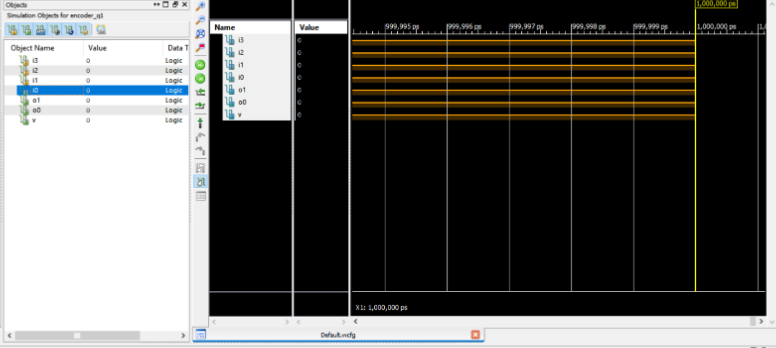 Objects
Simulation Objects for encoder_q1
Object Name Value Data T
i3 0 Logic
i2 0 Logic
i1 0 Logic
i0 0 Logic
o1 0 Logic
o0 0 Logic
v 0 Logic
Name Value
i3 0
i2 0
i1 0
i0 0
o1 0
o0 0
v 0
1,000,000 ps
999,995 ps 999,996 ps 999,997 ps 999,998 ps 999,999 ps 1,000,000 ps
X1: 1,000,000 ps
Default.wcfg